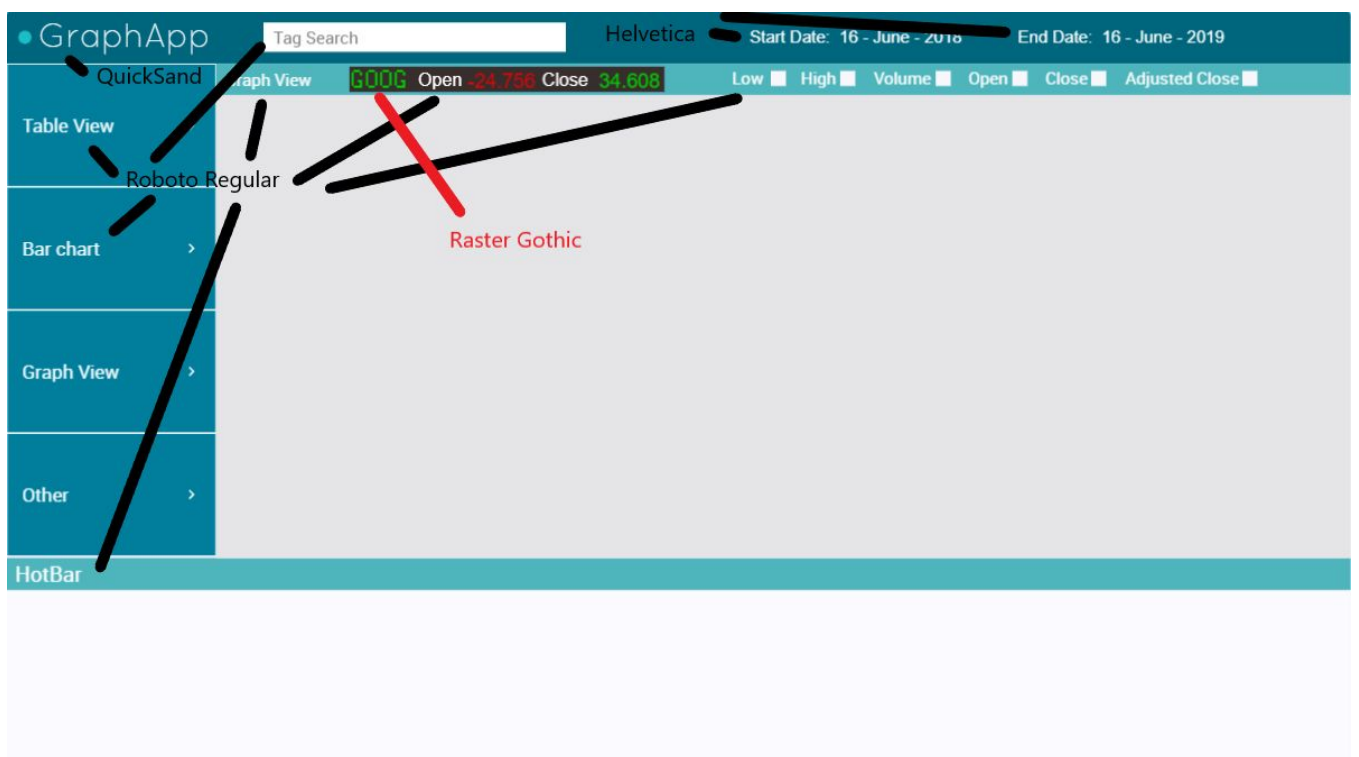 GraphApp
Tag Search
Helvetica
Start Date: 16 - June - 2018
End Date: 16 - June - 2019
QuickSand
Graph View
GOOG Open -24.756 Close 34.608
Low High Volume Open Close Adjusted Close
Table View
Roboto Regular
Raster Gothic
Bar chart
Graph View
Other
HotBar